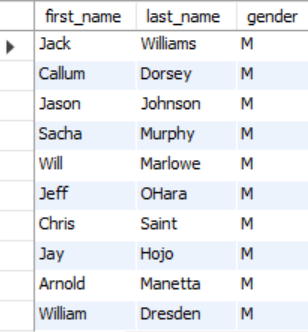 first_name last_name gender
Jack Williams M
Callum Dorsey M
Jason Johnson M
Sacha Murphy M
Will Marlowe M
Jeff OHara M
Chris Saint M
Jay Hojo M
Arnold Manetta M
William Dresden M